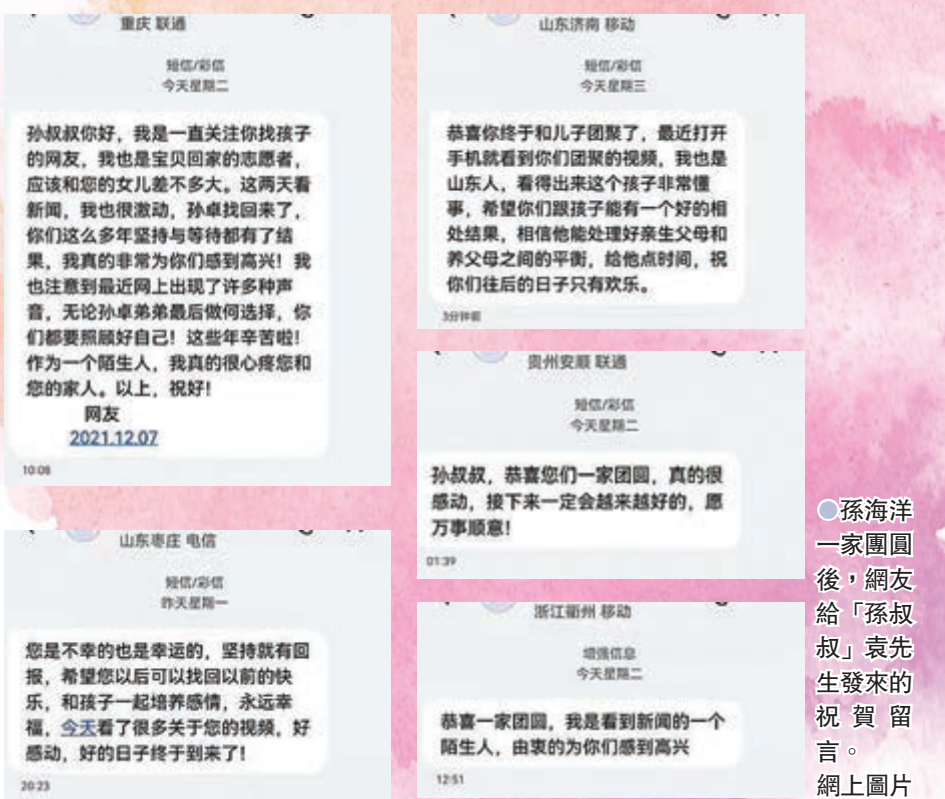 重庆 联通
短信/彩信
今天星期二
孙叔叔你好，我是一直关注你找孩子
的网友，我也是宝贝回家的志愿者，
应该和您的女儿差不多大。这两天看
新闻，我也很激动，孙卓找回来了，
你们这么多年坚持与等待都有了结
果，我真的非常为你们感到高兴！我
也注意到最近网上出现了许多种声
音，无论孙卓弟弟最后做何选择，你
们都要照顾好自己！这些年辛苦啦！
作为一个陌生人，我真的很心疼您和
您的家人。以上，祝好！
网友
2021.12.07
10:08
山东枣庄 电信
短信/彩信
昨天星期一
您是不幸的也是幸运的，坚持就有回
报，希望您以后可以找回以前的快
乐，和孩子一起培养感情，永远幸
福，今天看了很多关于您的视频，好
感动，好的日子终于到来了！
20:23
山东济南 移动
短信/彩信
今天星期三
恭喜你终于和儿子团聚了，最近打开
手机就看到你们团聚的视频，我也是
山东人，看得出来这个孩子非常懂
事，希望你们跟孩子能有一个好的相
处结果，相信他能处理好亲生父母和
养父母之间的平衡，给他点时间，祝
你们往后的日子只有欢乐。
3分钟前
贵州安顺 联通
短信/彩信
今天星期二
孙叔叔，恭喜您们一家团圆，真的很
感动，接下来一定会越来越好的，愿
万事顺意！
01:39
浙江衢州 移动
增强信息
今天星期二
恭喜一家团圆，我是看到新闻的一个
陌生人，由衷的为你们感到高兴
12:51
●孫海洋
一家團圓
後，網友
給「孫叔
叔」袁先
生發來的
祝賀留
言。
網上圖片